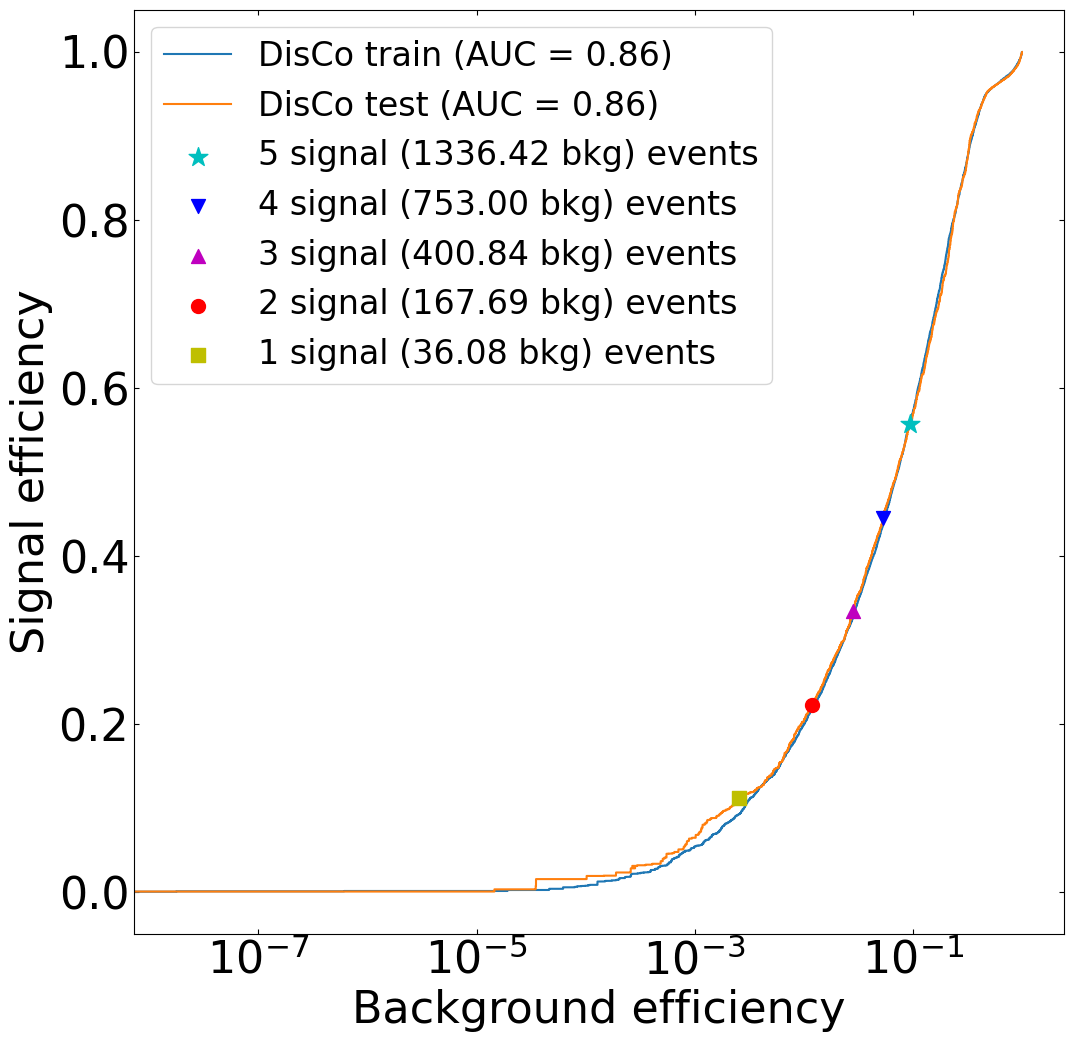 DisCo train (AUC = 0.86)
DisCo test (AUC = 0.86)
5 signal (1336.42 bkg) events
4 signal (753.00 bkg) events
3 signal (400.84 bkg) events
2 signal (167.69 bkg) events
1 signal (36.08 bkg) events
1.0
0.8
0.6
0.4
0.2
0.0
Signal efficiency
10⁻⁷ 10⁻⁵ 10⁻³ 10⁻¹
Background efficiency